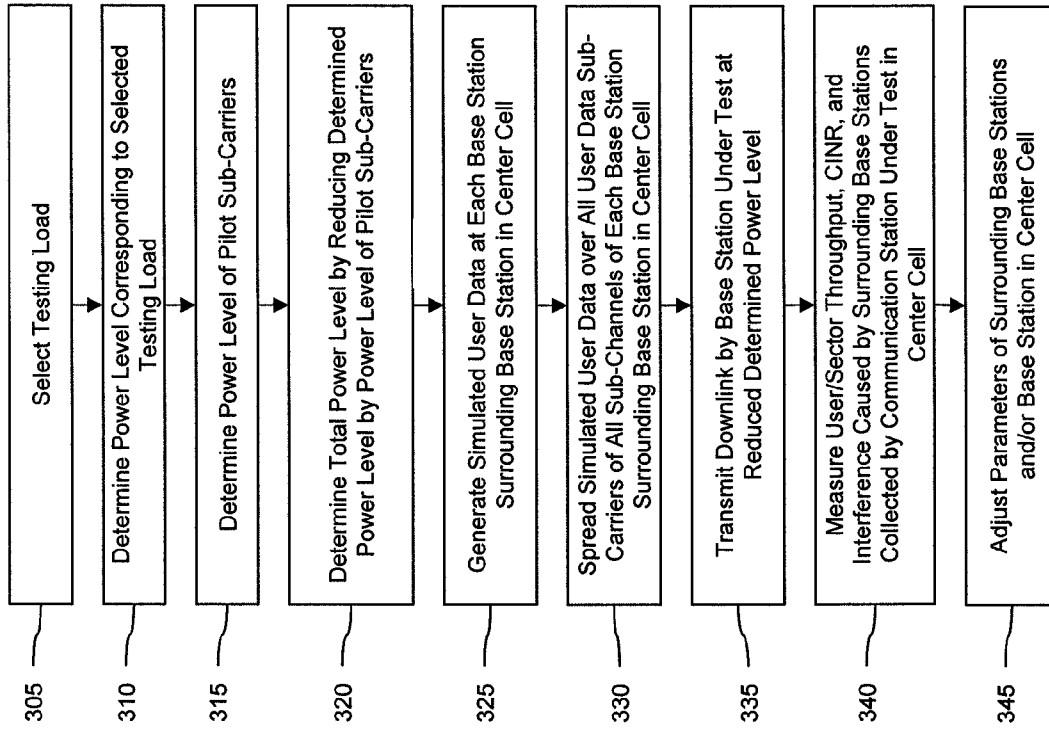 305
Select Testing Load
310
Determine Power Level Corresponding to Selected
Testing Load
315
Determine Power Level of Pilot Sub-Carriers
320
Determine Total Power Level by Reducing Determined
Power Level by Power Level of Pilot Sub-Carriers
325
Generate Simulated User Data at Each Base Station
Surrounding Base Station in Center Cell
330
Spread Simulated User Data over All User Data Sub-
Carriers of All Sub-Channels of Each Base Station
Surrounding Base Station in Center Cell
335
Transmit Downlink by Base Station Under Test at
Reduced Determined Power Level
340
Measure User/Sector Throughput, CINR, and
Interference Caused by Surrounding Base Stations
Collected by Communication Station Under Test in
Center Cell
345
Adjust Parameters of Surrounding Base Stations
and/or Base Station in Center Cell